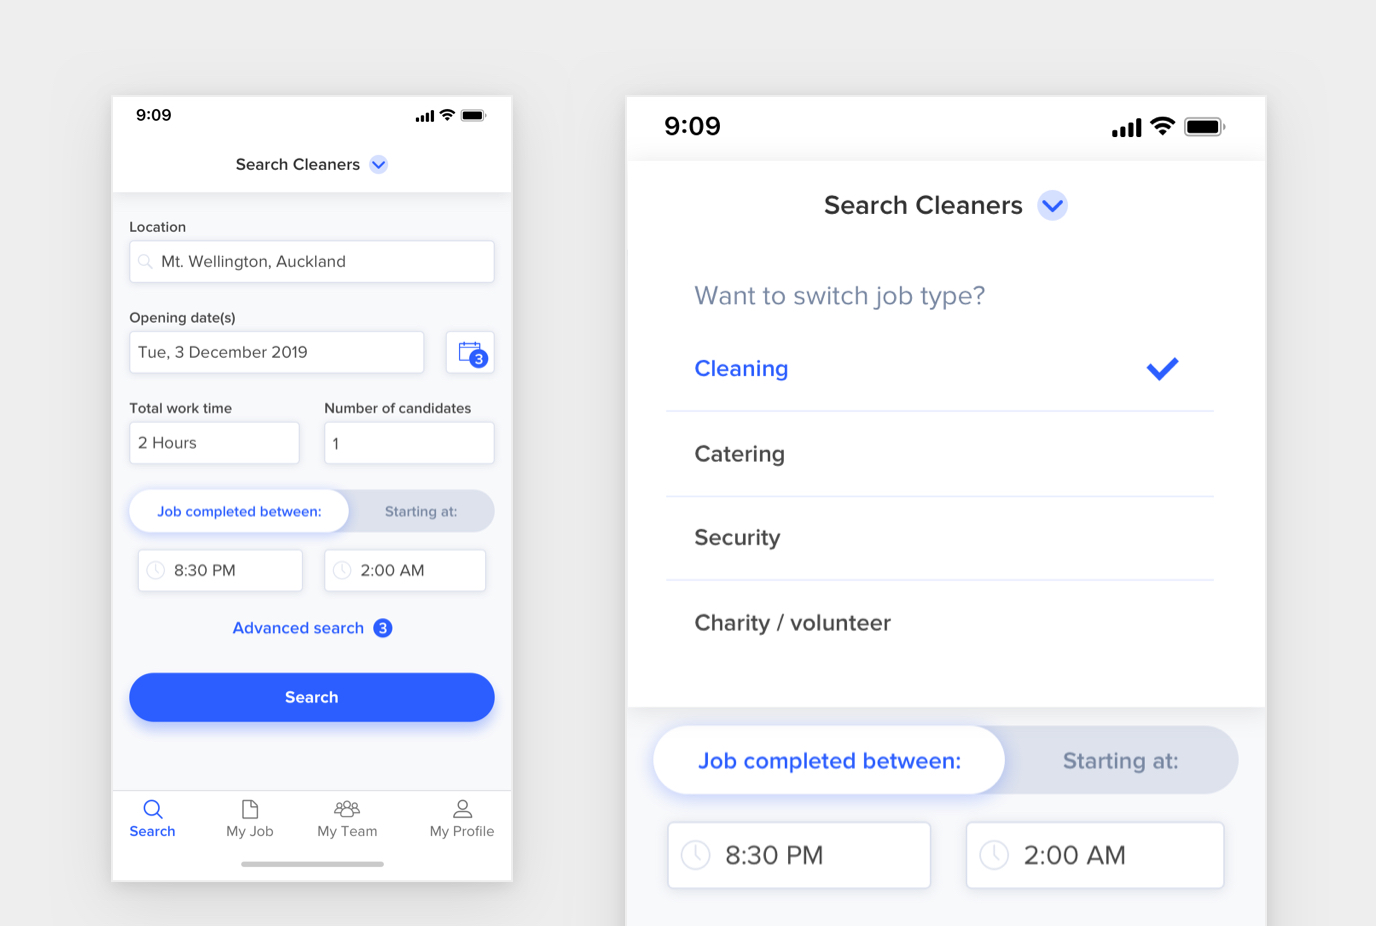 9:09
Search Cleaners
Location
Mt. Wellington, Auckland
Opening date(s)
Tue, 3 December 2019
3
Total work time
Number of candidates
2 Hours
1
Job completed between:
Starting at:
8:30 PM
2:00 AM
Advanced search 3
Search
Search
My Job
My Team
My Profile
9:09
Search Cleaners
Want to switch job type?
Cleaning
Catering
Security
Charity / volunteer
Job completed between:
Starting at:
8:30 PM
2:00 AM